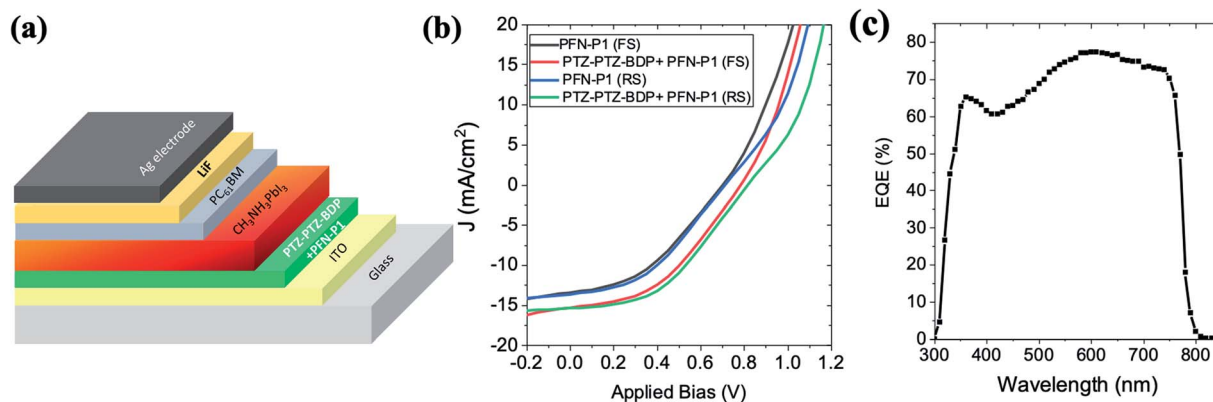 (a)
Ag electrode
LiF
PC₆₁BM
CH₃NH₃PbI₃
PTZ-PTZ-BDP
+PFN-P1
ITO
Glass
(b)
20
15
10
5
0
-5
-10
-15
-20
J (mA/cm²)
PFN-P1 (FS)
PTZ-PTZ-BDP+ PFN-P1 (FS)
PFN-P1 (RS)
PTZ-PTZ-BDP+ PFN-P1 (RS)
-0.2 0.0 0.2 0.4 0.6 0.8 1.0 1.2
Applied Bias (V)
(c)
90
80
70
60
50
40
30
20
10
0
EQE (%)
300 400 500 600 700 800
Wavelength (nm)